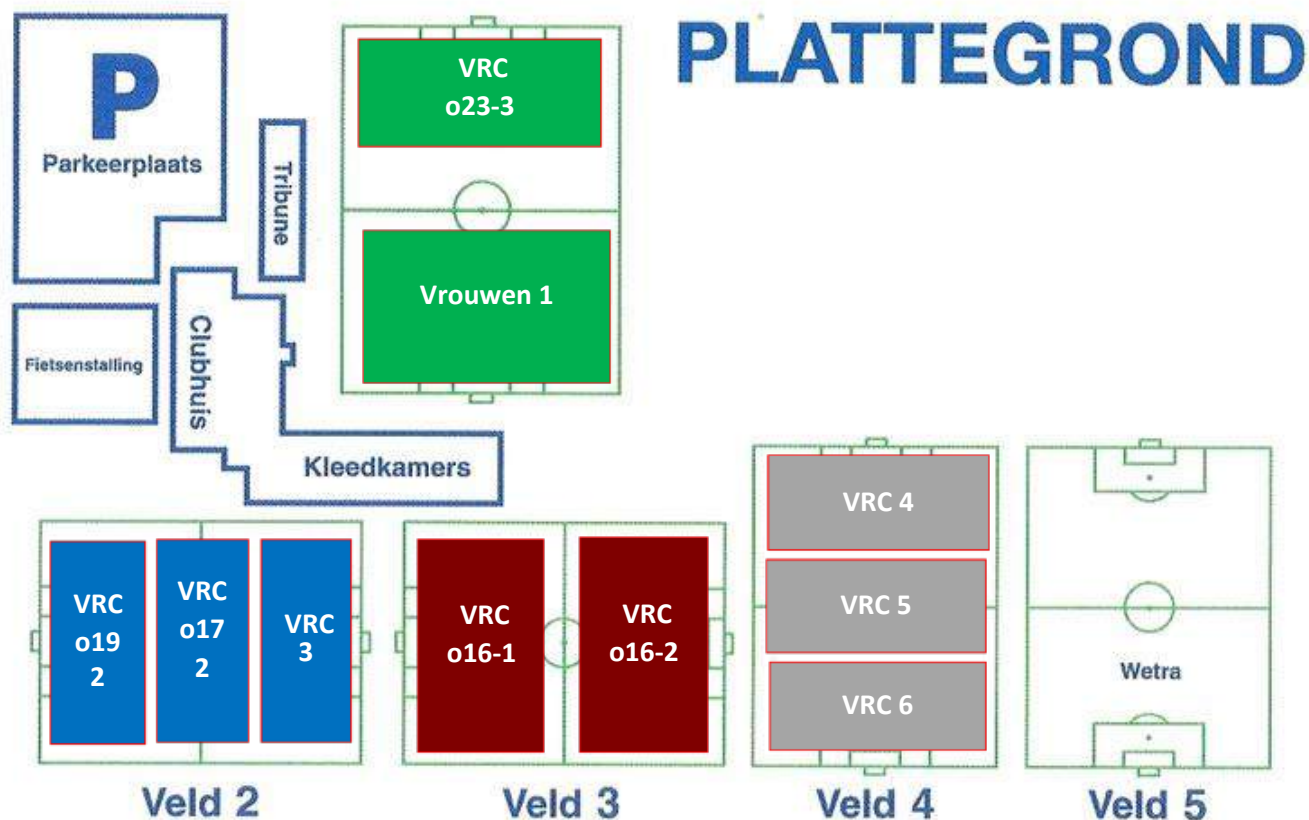 PLATTEGROND
P
Parkeerplaats
Tribune
VRC
o23-3
Vrouwen 1
Fietsenstalling
Clubhuis
Kleedkamers
VRC
o19
2
VRC
o17
2
VRC
3
VRC
o16-1
VRC
o16-2
VRC 4
VRC 5
VRC 6
Wetra
Veld 2
Veld 3
Veld 4
Veld 5